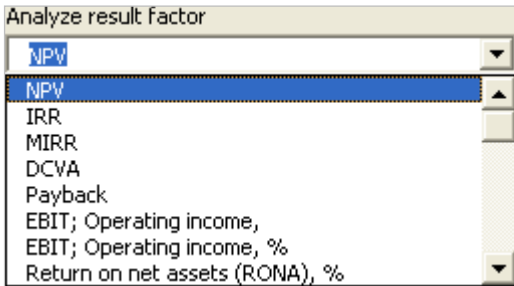 Analyze result factor
NPV
NPV
IRR
MIRR
DCVA
Payback
EBIT; Operating income,
EBIT; Operating income, %
Return on net assets (RONA), %